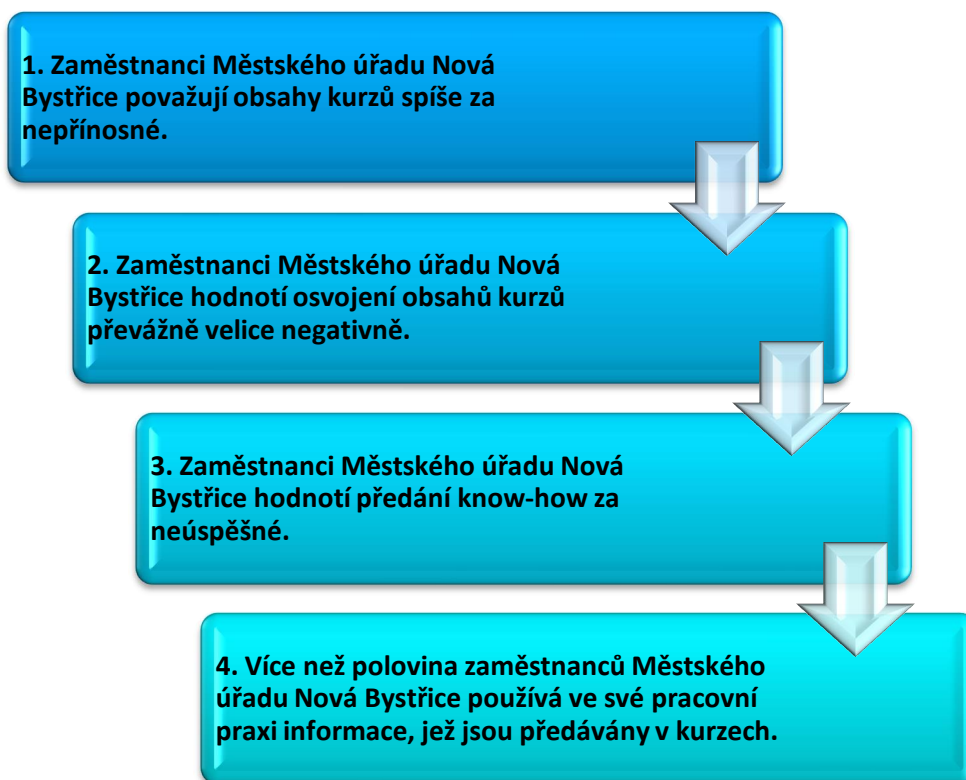 1. Zaměstnanci Městského úřadu Nová
Bystřice považují obsahy kurzů spíše za
nepřínosné.
2. Zaměstnanci Městského úřadu Nová
Bystřice hodnotí osvojení obsahů kurzů
převážně velice negativně.
3. Zaměstnanci Městského úřadu Nová
Bystřice hodnotí předání know-how za
neúspěšné.
4. Více než polovina zaměstnanců Městského
úřadu Nová Bystřice používá ve své pracovní
praxi informace, jež jsou předávány v kurzech.